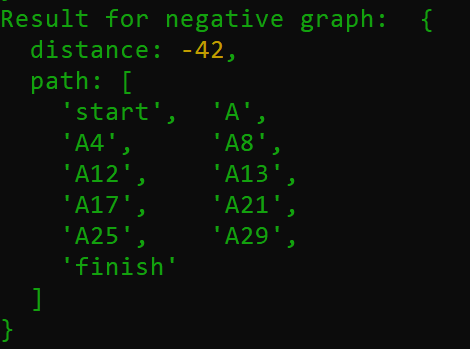 Result for negative graph:  {
  distance: -42,
  path: [
    'start',  'A',
    'A4',     'A8',
    'A12',    'A13',
    'A17',    'A21',
    'A25',    'A29',
    'finish'
  ]
}